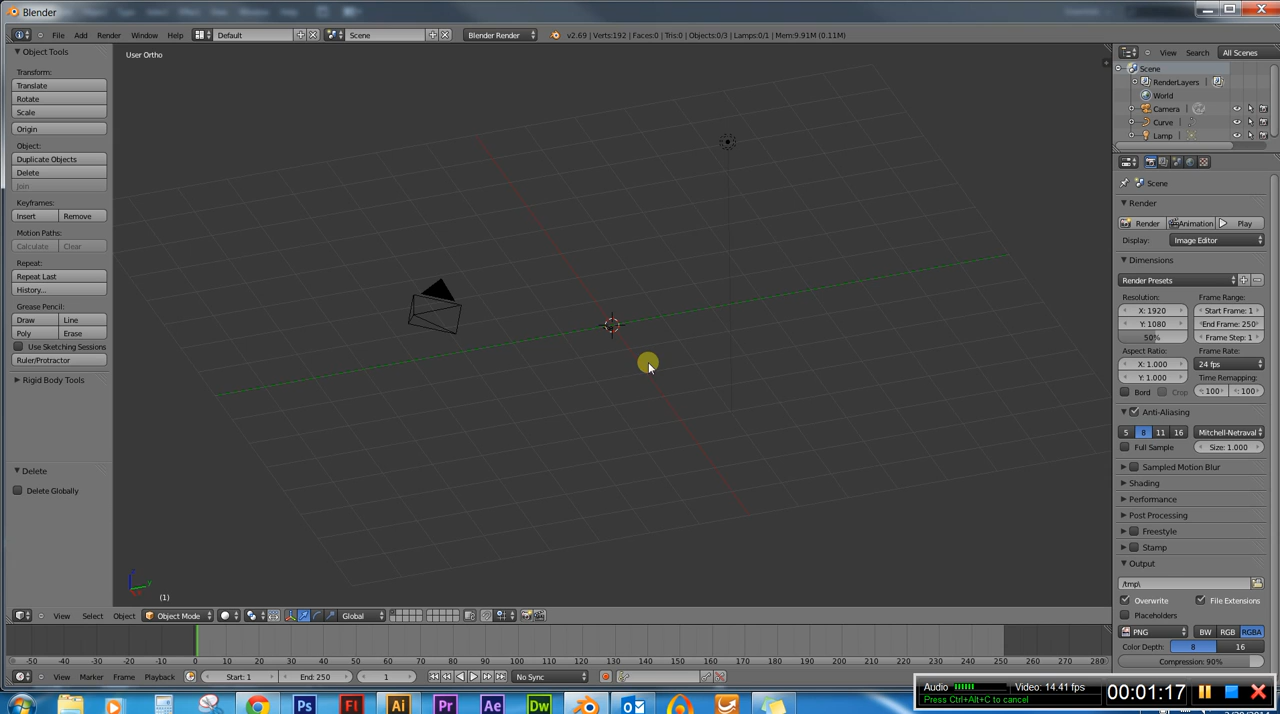 Blender
File Add Render Window Help Default Scene Blender Render v2.69 | Verts:192 | Faces:0 | Tris:0 | Objects:0/3 | Lamps:0/1 | Mem:9.91M (0.11M)
View Search All Scenes
Object Tools
User Ortho
Scene
Transform:
RenderLayers
Translate
World
Rotate
Camera
Scale
Curve
Origin
Lamp
Object:
Duplicate Objects
Delete
Join
Scene
Keyframes:
Render
Insert Remove
Render Animation Play
Motion Paths:
Display: Image Editor
Calculate Clear
Dimensions
Repeat:
Render Presets
Repeat Last
History...
Resolution: Frame Range:
X: 1920 Start Frame: 1
Grease Pencil:
Draw Line
Y: 1080 End Frame: 250
Poly Erase
50% Frame Step: 1
Use Sketching Sessions
Aspect Ratio: Frame Rate:
Ruler/Protractor
X: 1.000 24 fps
Rigid Body Tools
Y: 1.000 Time Remapping:
Bord Crop : 100 : 100
Anti-Aliasing
5 8 11 16 Mitchell-Netraval
Full Sample Size: 1.000
Delete
Sampled Motion Blur
Delete Globally
Shading
Performance
Post Processing
Freestyle
Stamp
Output
/tmp\
z y
(1)
Overwrite File Extensions
View Select Object Object Mode Global
Placeholders
PNG BW RGB RGBA
Color Depth: 8 16
-50 -40 -30 -20 -10 0 10 20 30 40 50 60 70 80 90 100 110 120 130 140 150 160 170 180 190 200 210 220 230 240 250 260 270 280
Compression: 90%
View Marker Frame Playback Start: 1 End: 250 1 No Sync
Audio Video: 14.41 fps 00:01:17
Press Ctrl+Alt+C to cancel
Ps Fl Ai Pr Ae Dw